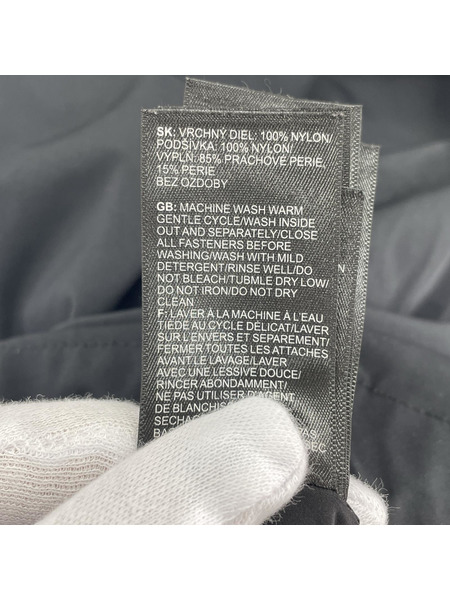 SK: VRCHNÝ DIEL: 100% NYLON/
PODŠÍVKA: 100% NYLON/
VÝPLŇ: 85% PRACHOVÉ PERIE,
15% PERIE
BEZ OZDOBY
GB: MACHINE WASH WARM
GENTLE CYCLE/WASH INSIDE
OUT AND SEPARATELY/CLOSE
ALL FASTENERS BEFORE
WASHING/WASH WITH MILD
DETERGENT/RINSE WELL/DO
NOT BLEACH/TUBMLE DRY LOW/
DO NOT IRON/DO NOT DRY
CLEAN
F: LAVER À LA MACHINE À L'EAU
TIÈDE AU CYCLE DÉLICAT/LAVER
SUR L'ENVERS ET SÉPAREMENT/
FERMER TOUTES LES ATTACHES
AVANT LE LAVAGE/LAVER
AVEC UNE LESSIVE DOUCE/
RINCER ABONDAMMENT/
NE PAS UTILISER D'AGENT
DE BLANCHIS
SÉCHAG